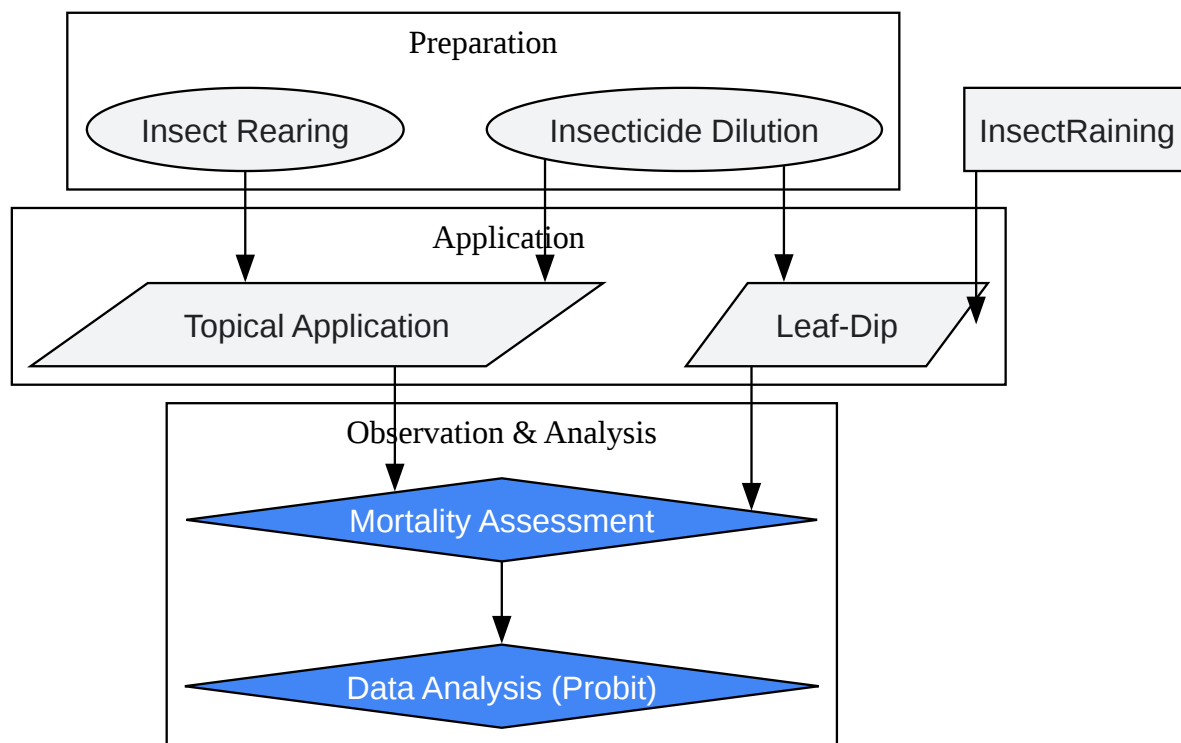 Preparation
Insect Rearing
Insecticide Dilution
InsectRaining
Application
Topical Application
Leaf-Dip
Observation & Analysis
Mortality Assessment
Data Analysis (Probit)